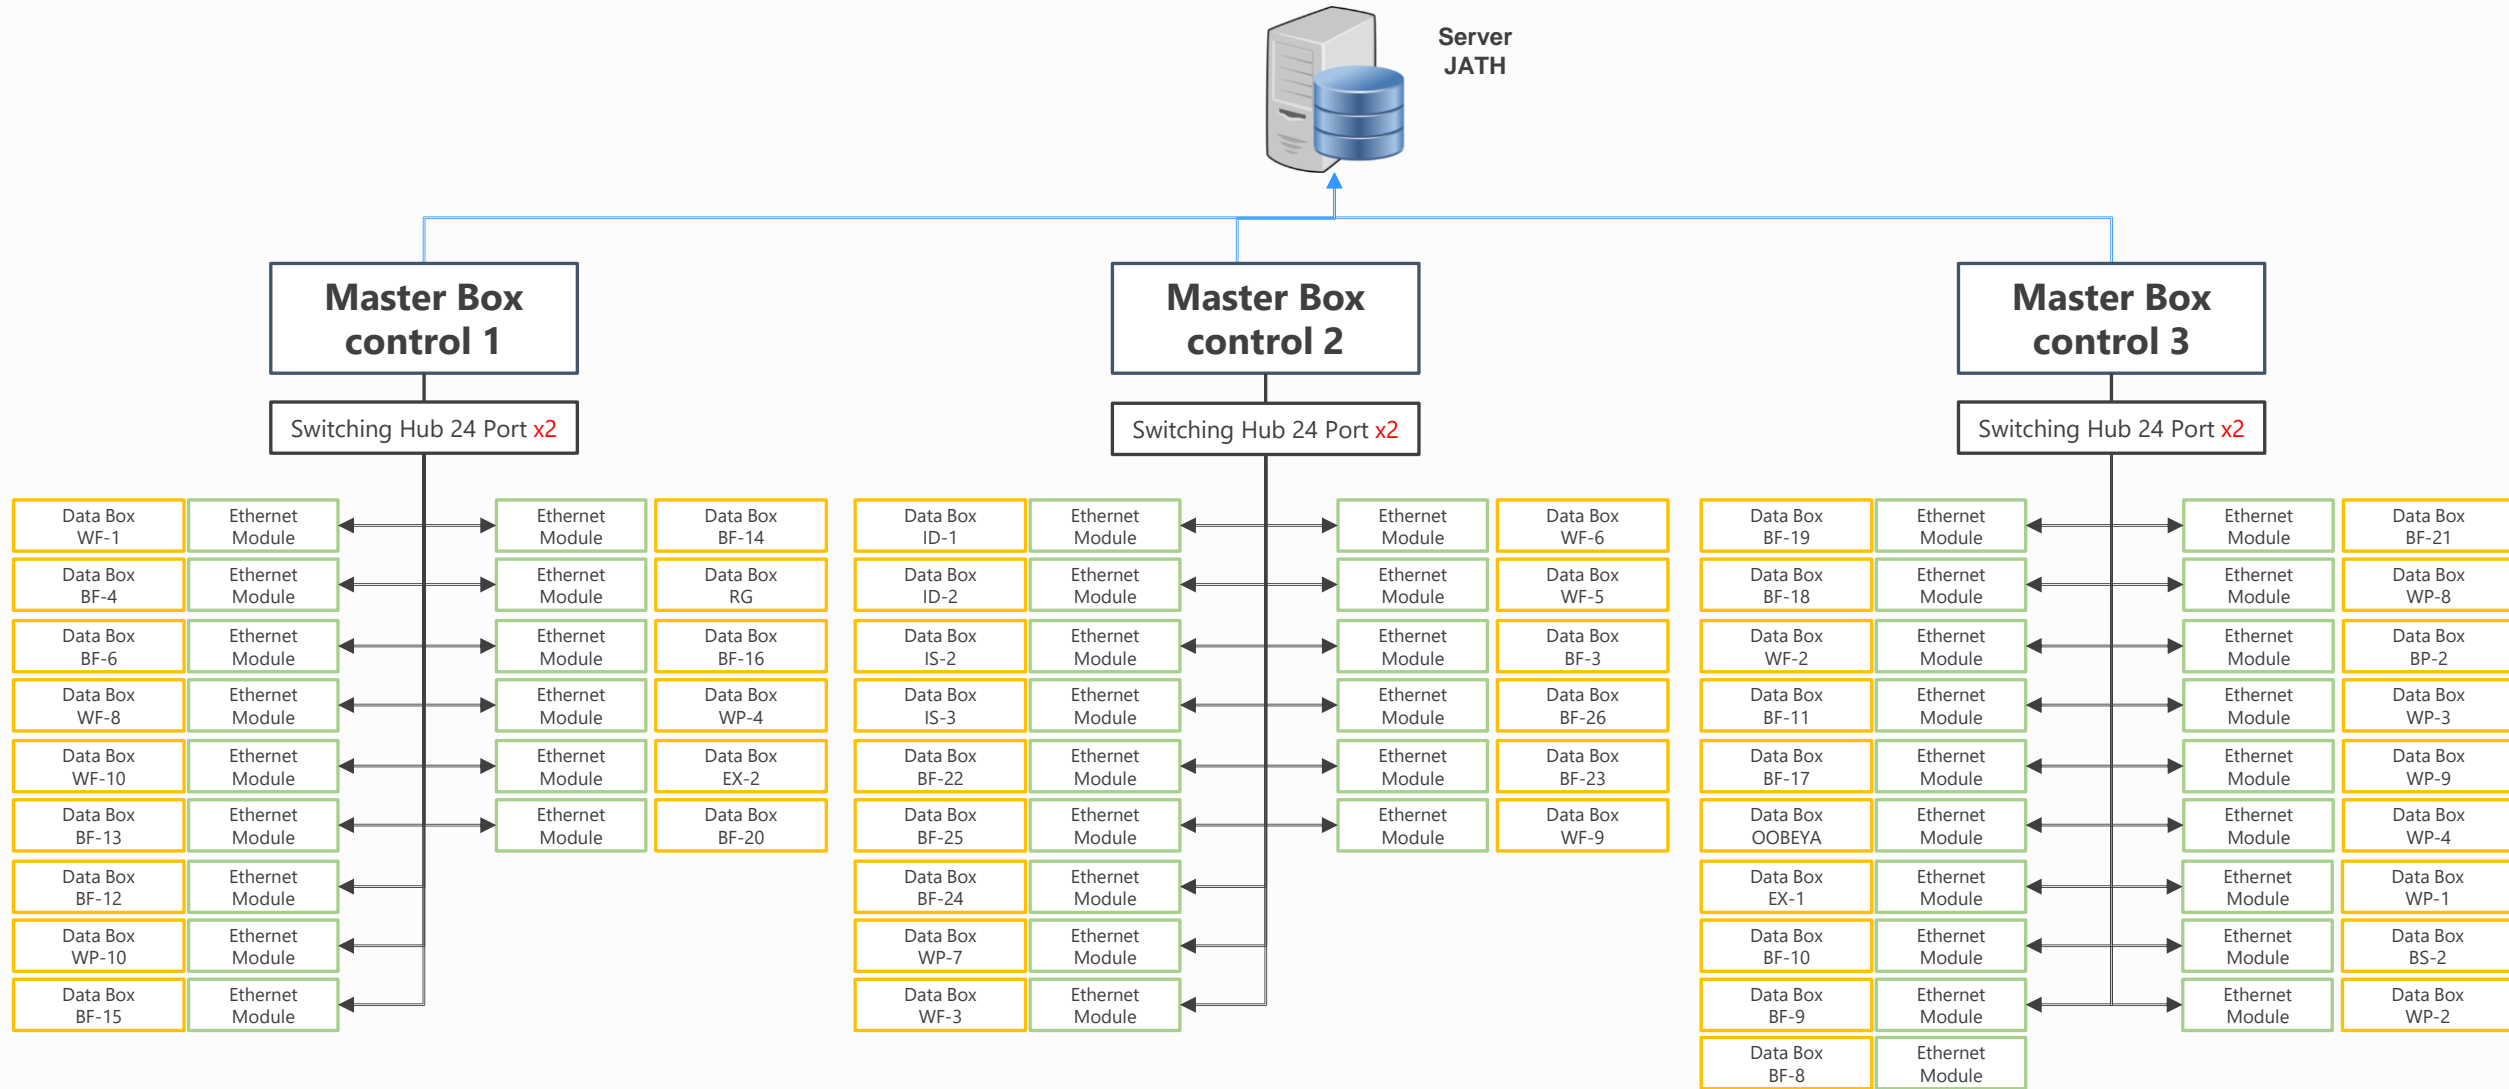 Server
JATH
Master Box
control 1
Master Box
control 2
Master Box
control 3
Switching Hub 24 Port x2
Switching Hub 24 Port x2
Switching Hub 24 Port x2
Data Box
WF-1
Ethernet
Module
Ethernet
Module
Data Box
BF-14
Data Box
BF-4
Ethernet
Module
Ethernet
Module
Data Box
RG
Data Box
BF-6
Ethernet
Module
Ethernet
Module
Data Box
BF-16
Data Box
WF-8
Ethernet
Module
Ethernet
Module
Data Box
WP-4
Data Box
WF-10
Ethernet
Module
Ethernet
Module
Data Box
EX-2
Data Box
BF-13
Ethernet
Module
Ethernet
Module
Data Box
BF-20
Data Box
BF-12
Ethernet
Module
Data Box
WP-10
Ethernet
Module
Data Box
BF-15
Ethernet
Module
Data Box
ID-1
Ethernet
Module
Ethernet
Module
Data Box
WF-6
Data Box
ID-2
Ethernet
Module
Ethernet
Module
Data Box
WF-5
Data Box
IS-2
Ethernet
Module
Ethernet
Module
Data Box
BF-3
Data Box
IS-3
Ethernet
Module
Ethernet
Module
Data Box
BF-26
Data Box
BF-22
Ethernet
Module
Ethernet
Module
Data Box
BF-23
Data Box
BF-25
Ethernet
Module
Ethernet
Module
Data Box
WF-9
Data Box
BF-24
Ethernet
Module
Data Box
WP-7
Ethernet
Module
Data Box
WF-3
Ethernet
Module
Data Box
BF-19
Ethernet
Module
Ethernet
Module
Data Box
BF-21
Data Box
BF-18
Ethernet
Module
Ethernet
Module
Data Box
WP-8
Data Box
WF-2
Ethernet
Module
Ethernet
Module
Data Box
BP-2
Data Box
BF-11
Ethernet
Module
Ethernet
Module
Data Box
WP-3
Data Box
BF-17
Ethernet
Module
Ethernet
Module
Data Box
WP-9
Data Box
OOBEYA
Ethernet
Module
Ethernet
Module
Data Box
WP-4
Data Box
EX-1
Ethernet
Module
Ethernet
Module
Data Box
WP-1
Data Box
BF-10
Ethernet
Module
Ethernet
Module
Data Box
BS-2
Data Box
BF-9
Ethernet
Module
Ethernet
Module
Data Box
WP-2
Data Box
BF-8
Ethernet
Module